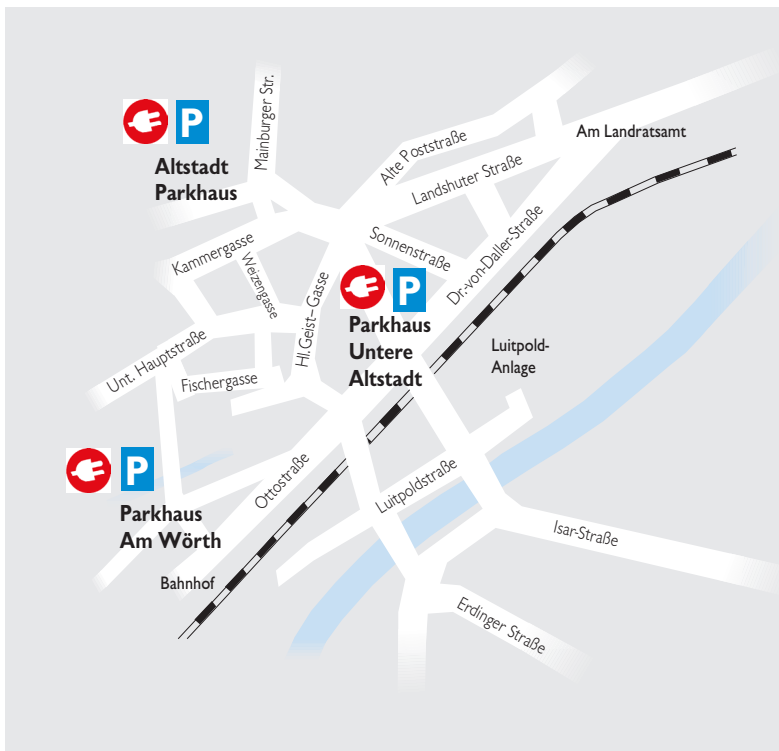 Mainburger Str.
P
Altstadt
Parkhaus
Alte Poststraße
Am Landratsamt
Landshuter Straße
Kammergasse
Weizengasse
Sonnenstraße
Dr.-von-Daller-Straße
P
Parkhaus
Untere
Altstadt
Hl.Geist–Gasse
Luitpold-
Anlage
Unt. Hauptstraße
Fischergasse
P
Parkhaus
Am Wörth
Ottostraße
Luitpoldstraße
Isar-Straße
Bahnhof
Erdinger Straße